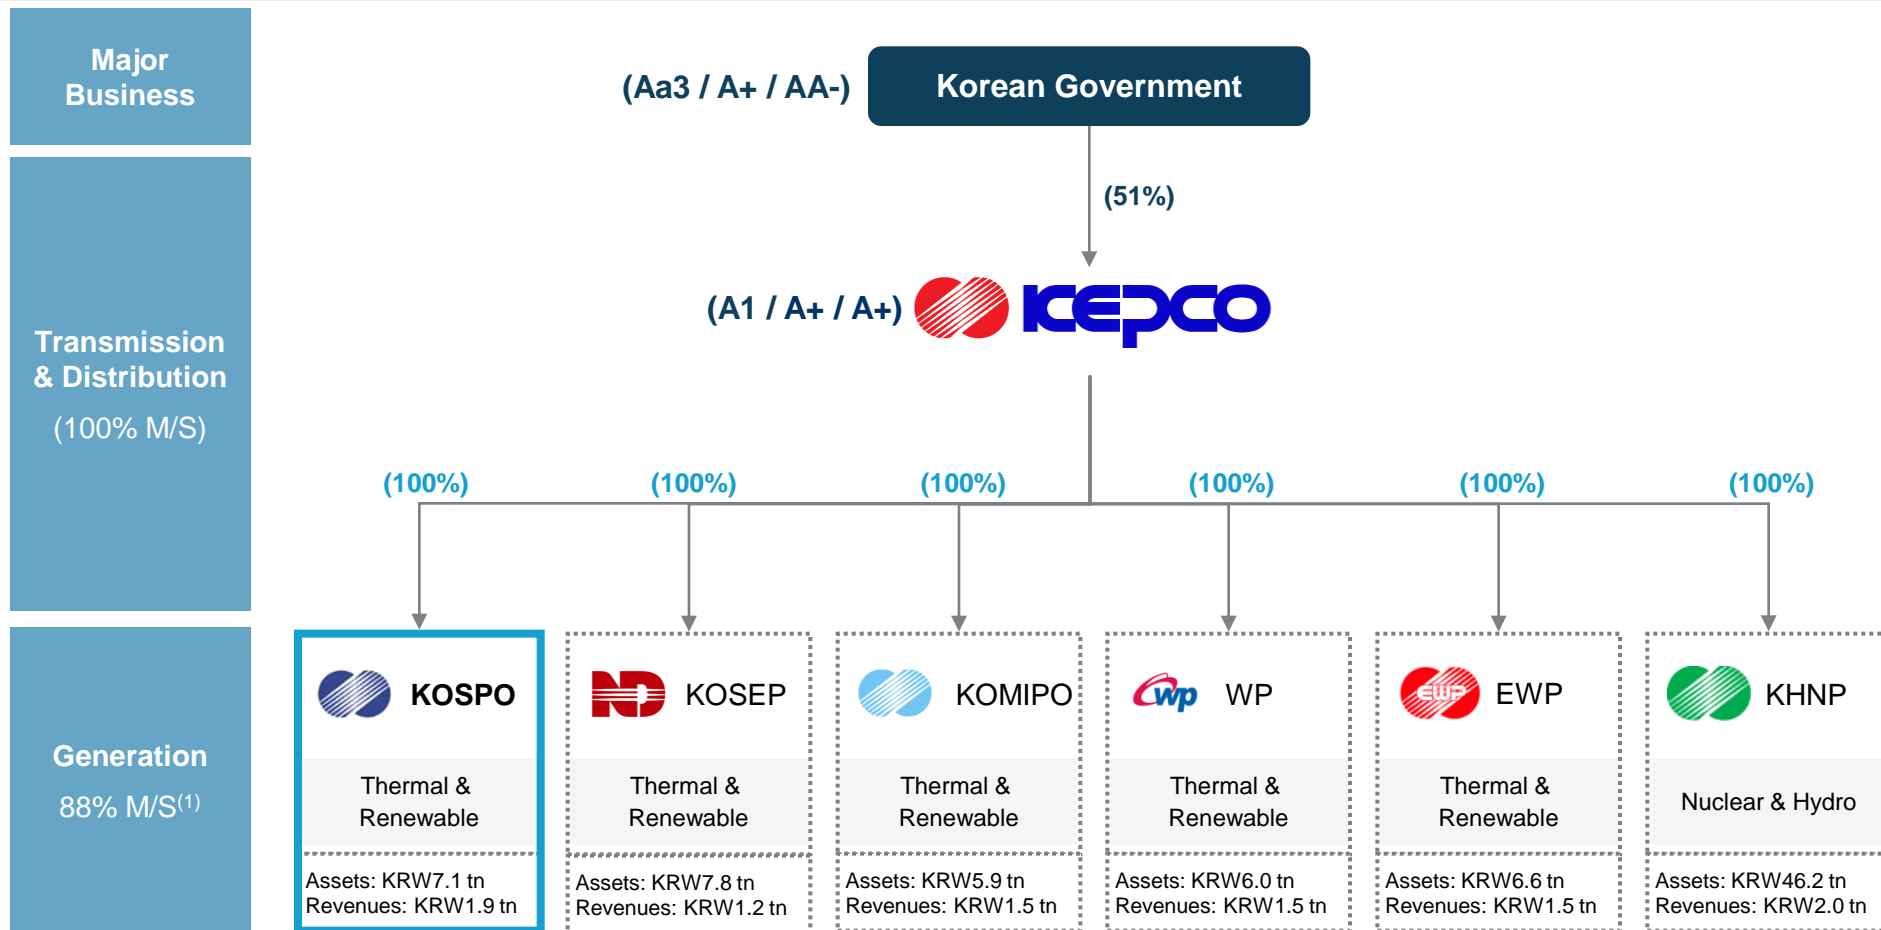 Major
Business
(Aa3 / A+ / AA-)
Korean Government
(51%)
Transmission
& Distribution
(100% M/S)
(A1 / A+ / A+)
KEPCO
(100%)
(100%)
(100%)
(100%)
(100%)
(100%)
Generation
88% M/S(1)
KOSPO
Thermal &
Renewable
Assets: KRW7.1 tn
Revenues: KRW1.9 tn
KOSEP
Thermal &
Renewable
Assets: KRW7.8 tn
Revenues: KRW1.2 tn
KOMIPO
Thermal &
Renewable
Assets: KRW5.9 tn
Revenues: KRW1.5 tn
wp
WP
Thermal &
Renewable
Assets: KRW6.0 tn
Revenues: KRW1.5 tn
EWP
EWP
Thermal &
Renewable
Assets: KRW6.6 tn
Revenues: KRW1.5 tn
KHNP
Nuclear & Hydro
Assets: KRW46.2 tn
Revenues: KRW2.0 tn